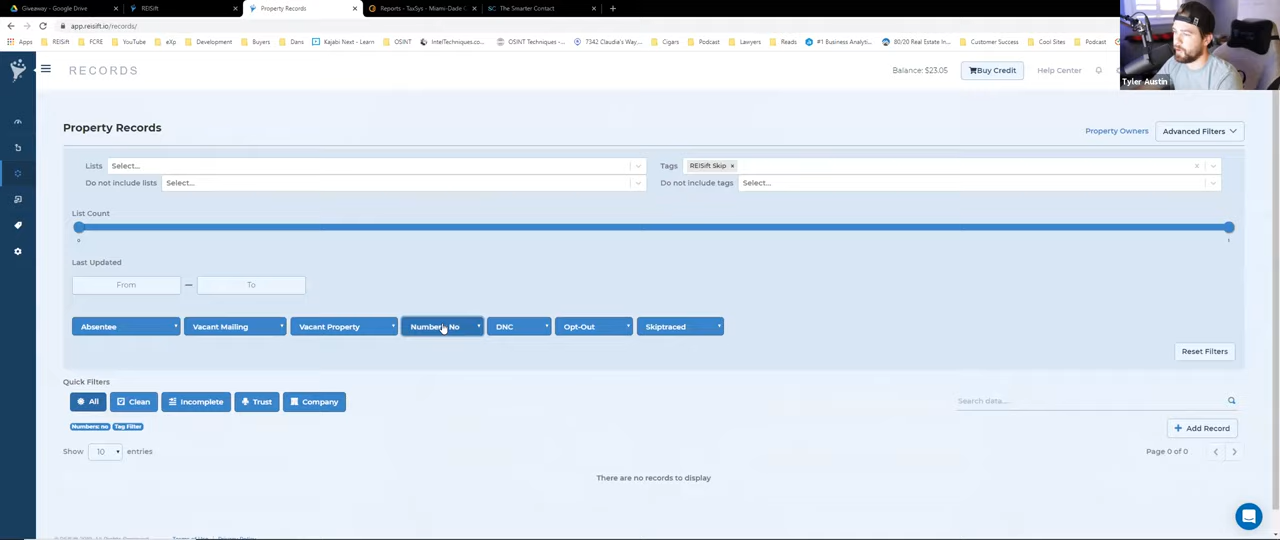 Giveaway - Google Drive
REISift
Property Records
Reports - TaxSys - Miami-Dade C
The Smarter Contact
app.reisift.io/records/
Apps REISift FCRE YouTube eXp Development Buyers Dans Kajabi Next - Learn OSINT IntelTechniques.co... OSINT Techniques -... 7342 Claudia's Way... Cigars Podcast Lawyers Reads #1 Business Analyti... 80/20 Real Estate In... Customer Success Cool Sites Podcast
RECORDS
Balance: $23.05
Buy Credit
Help Center
Tyler Austin
Property Records
Property Owners
Advanced Filters
Lists Select...
Tags REISift Skip ×
Do not include lists Select...
Do not include tags Select...
List Count
0
1
Last Updated
From — To
Absentee Vacant Mailing Vacant Property Number: No DNC Opt-Out Skiptraced
Reset Filters
Quick Filters
All Clean Incomplete Trust Company
Search data.....
Numbers: no Tag Filter
+ Add Record
Show 10 entries
Page 0 of 0
There are no records to display